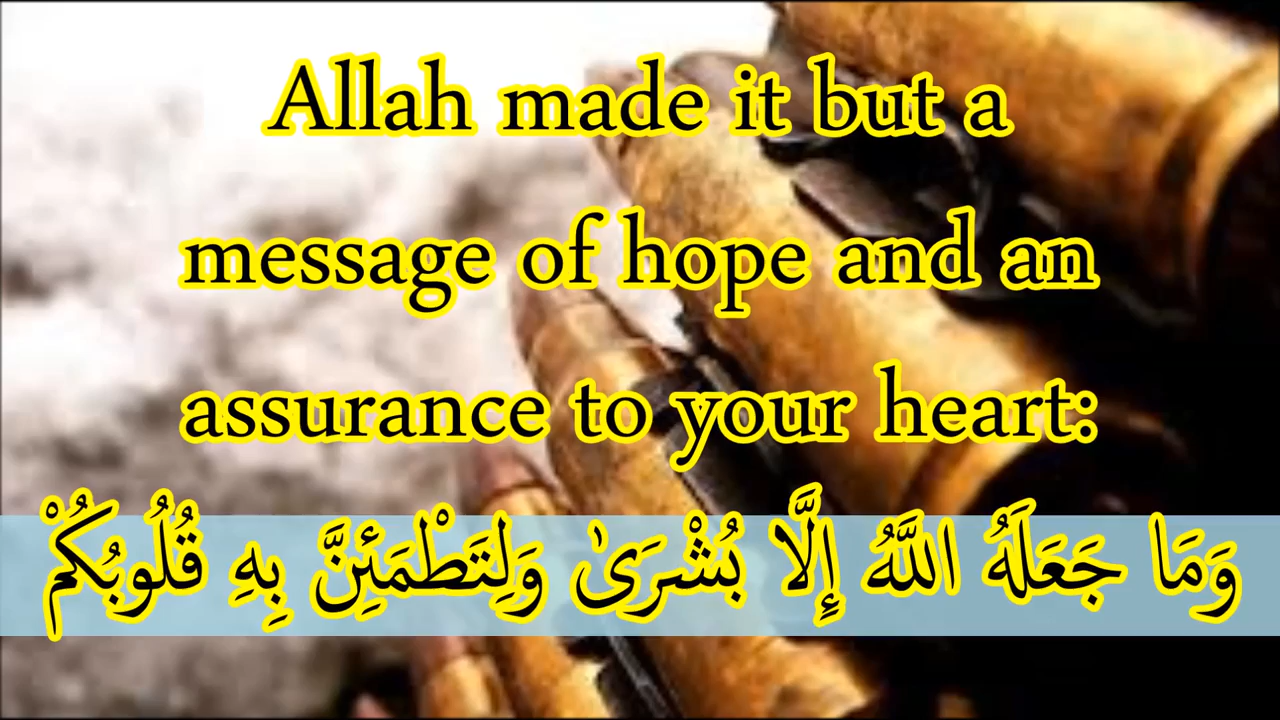 Allah made it but a
message of hope and an
assurance to your heart:
وَمَا جَعَلَهُ اللَّهُ إِلَّا بُشْرَىٰ وَلِتَطْمَئِنَّ بِهِ قُلُوبُكُمْ